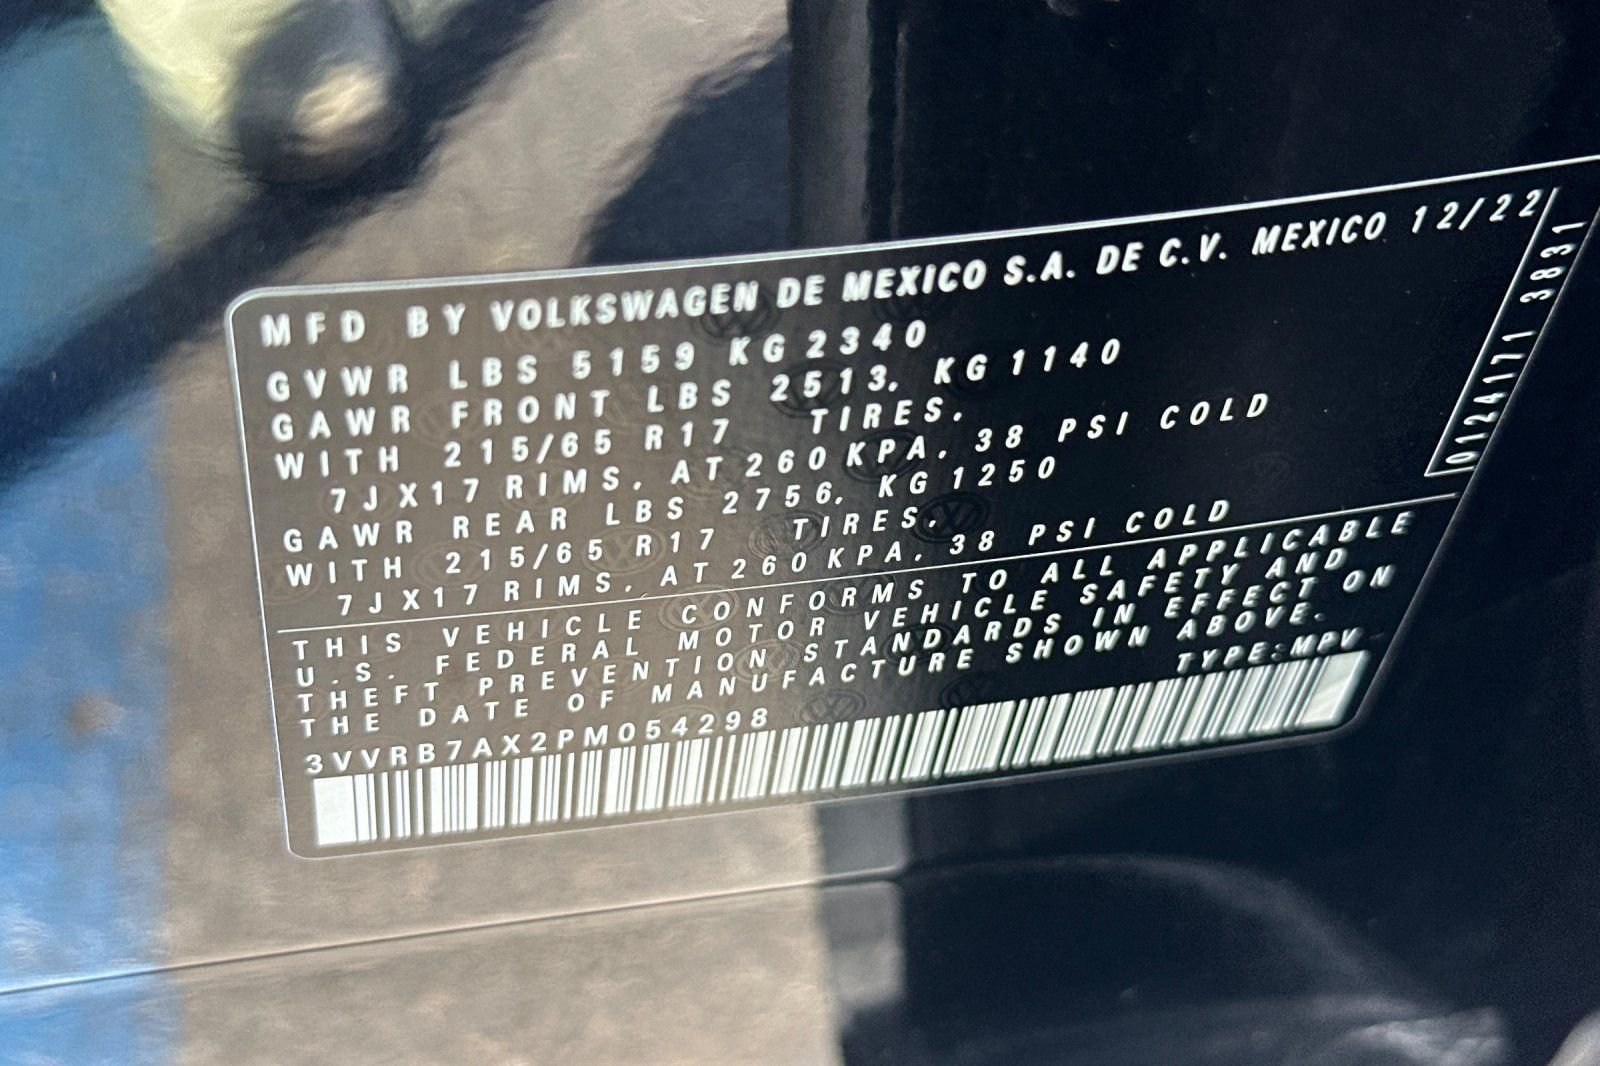 MFD BY VOLKSWAGEN DE MEXICO S.A. DE C.V. MEXICO 12/22
GVWR LBS 5159 KG 2340
GAWR FRONT LBS 2513. KG 1140
WITH 215/65 R17 TIRES.
7JX17 RIMS. AT 260 KPA. 38 PSI COLD
GAWR REAR LBS 2756. KG 1250
WITH 215/65 R17 TIRES.
7JX17 RIMS. AT 260 KPA. 38 PSI COLD
THIS VEHICLE CONFORMS TO ALL APPLICABLE
U.S. FEDERAL MOTOR VEHICLE SAFETY AND
THEFT PREVENTION STANDARDS IN EFFECT ON
THE DATE OF MANUFACTURE SHOWN ABOVE.
TYPE:MPV
3VVRB7AX2PM054298
0124171 3831